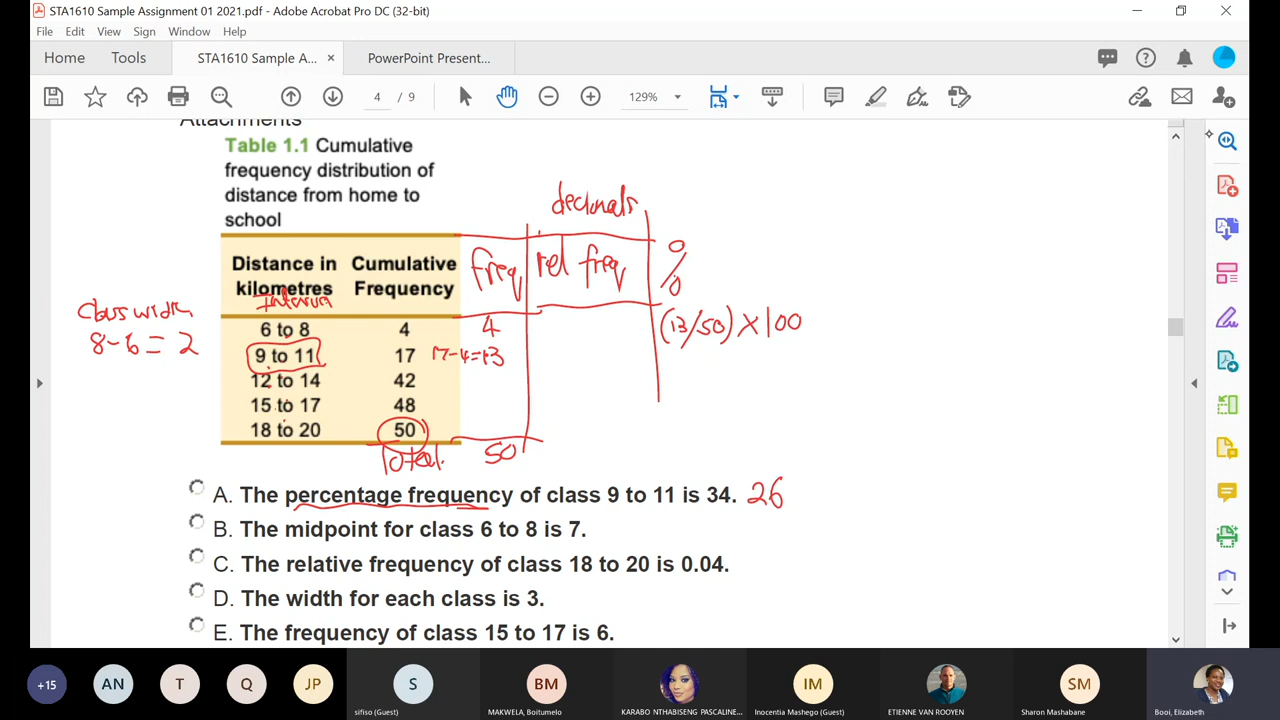 STA1610 Sample Assignment 01 2021.pdf - Adobe Acrobat Pro DC (32-bit)
File Edit View Sign Window Help
Home Tools STA1610 Sample A... × PowerPoint Present...
4 / 9 129%
Attachments
Table 1.1 Cumulative
frequency distribution of
distance from home to
school
decimals
Distance in Cumulative
kilometres Frequency
freq rel freq %
Class width
8-6=2
6 to 8 4 4 (13/50) × 100
9 to 11 17 17-4=13
12 to 14 42
15 to 17 48
18 to 20 50
Total. 50
A. The percentage frequency of class 9 to 11 is 34. 26
B. The midpoint for class 6 to 8 is 7.
C. The relative frequency of class 18 to 20 is 0.04.
D. The width for each class is 3.
E. The frequency of class 15 to 17 is 6.
+15 AN T Q JP S BM IM SM
sifiso (Guest) MAKWELA, Boitumelo KARABO NTHABISENG PASCALINE... Inocentia Mashego (Guest) ETIENNE VAN ROOYEN Sharon Mashabane Booi, Elizabeth